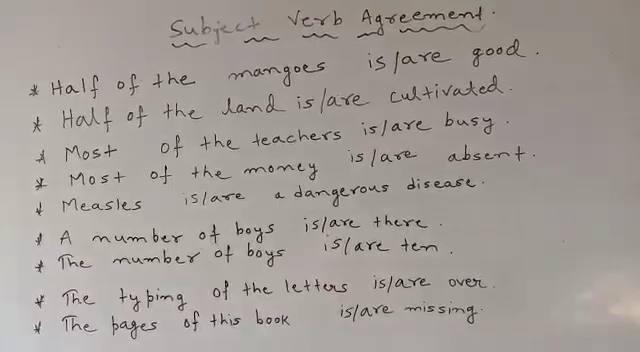 Subject Verb Agreement.
* Half of the mangoes is/are good.
* Half of the land is/are cultivated.
* Most of the teachers is/are busy.
* Most of the money is/are absent.
* Measles is/are a dangerous disease.
* A number of boys is/are there.
* The number of boys is/are ten.
* The typing of the letters is/are over.
* The pages of this book is/are missing.